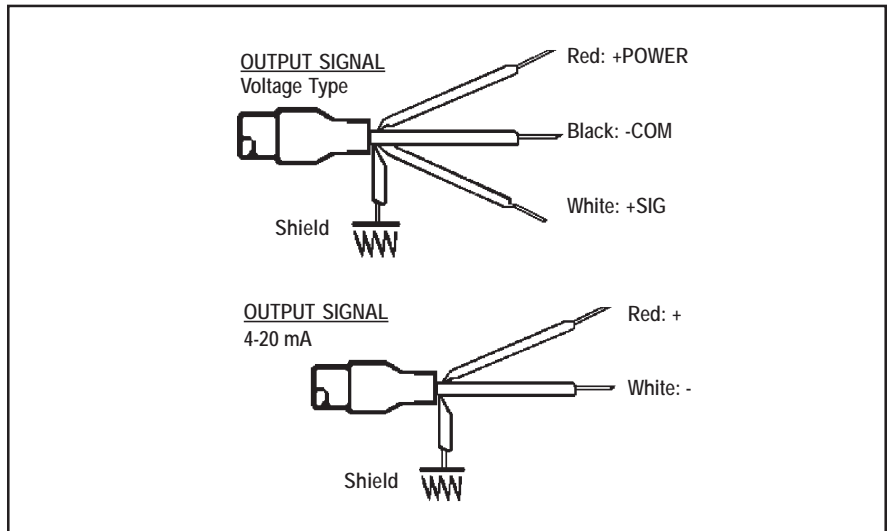 OUTPUT SIGNAL
Voltage Type
Red: +POWER
Black: -COM
White: +SIG
Shield
OUTPUT SIGNAL
4-20 mA
Red: +
White: -
Shield